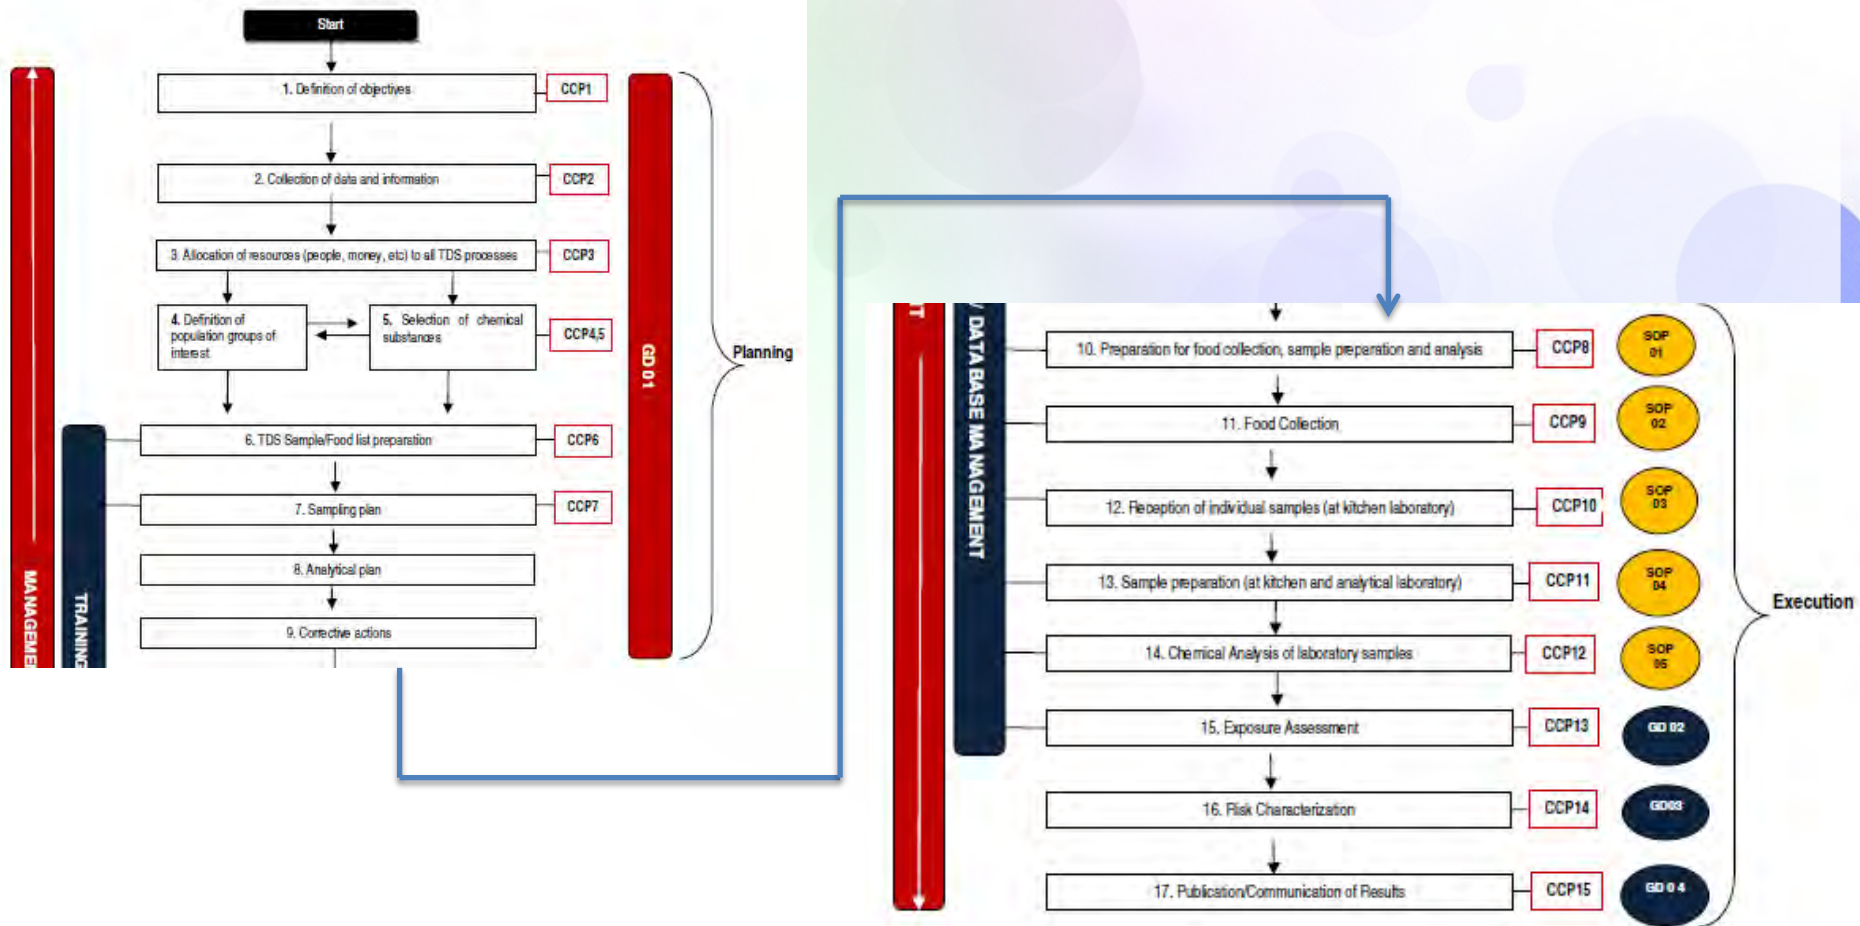 Start
1. Definition of objectives
CCP1
2. Collection of data and information
CCP2
3. Allocation of resources (people, money, etc) to all TDS processes
CCP3
4. Definition of
population groups of
interest
5. Selection of chemical
substances
CCP4,5
6. TDS Sample/Food list preparation
CCP6
7. Sampling plan
CCP7
8. Analytical plan
9. Corrective actions
MANAGEME
TRAINING
GD 01
Planning
NT
/ DATA BASE MANAGEMENT
10. Preparation for food collection, sample preparation and analysis
CCP8
SOP
01
11. Food Collection
CCP9
SOP
02
12. Reception of individual samples (at kitchen laboratory)
CCP10
SOP
03
13. Sample preparation (at kitchen and analytical laboratory)
CCP11
SOP
04
14. Chemical Analysis of laboratory samples
CCP12
SOP
05
15. Exposure Assessment
CCP13
GD 02
16. Risk Characterization
CCP14
GD03
17. Publication/Communication of Results
CCP15
GD 0 4
Execution